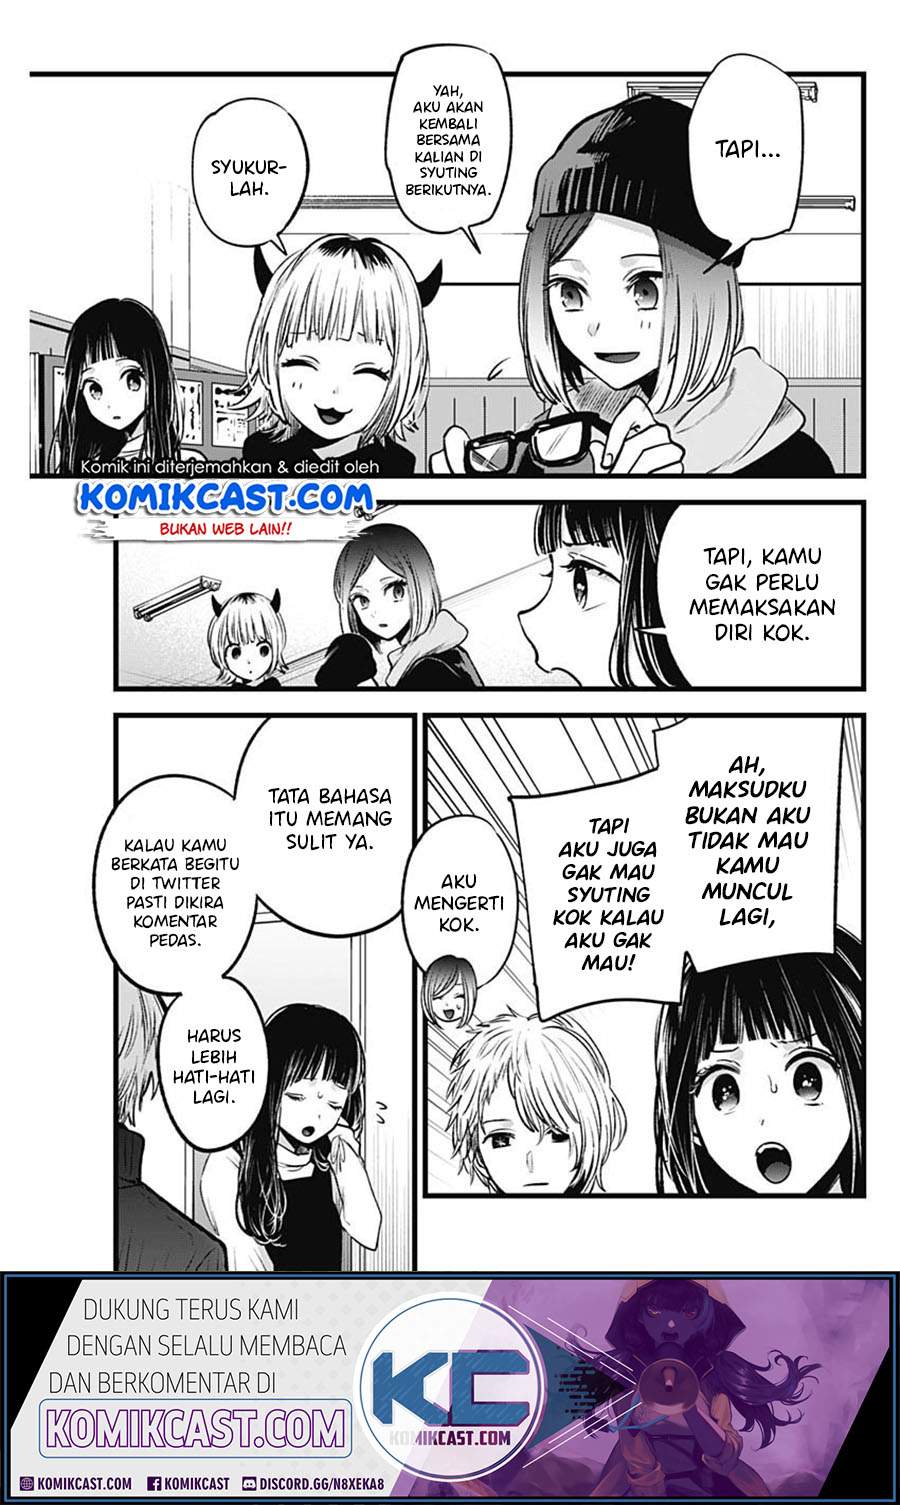 TAPI...
YAH,
AKU AKAN
KEMBALI
BERSAMA
KALIAN DI
SYUTING
BERIKUTNYA.
SYUKUR-
LAH.
Komik ini diterjemahkan & diedit oleh
KOMIKCAST.COM
BUKAN WEB LAIN!!
TAPI, KAMU
GAK PERLU
MEMAKSAKAN
DIRI KOK.
AH,
MAKSUDKU
BUKAN AKU
TIDAK MAU
KAMU
MUNCUL
LAGI,
TAPI
AKU JUGA
GAK MAU
SYUTING
KOK KALAU
AKU GAK
MAU!
AKU
MENGERTI
KOK.
TATA BAHASA
ITU MEMANG
SULIT YA.
KALAU KAMU
BERKATA BEGITU
DI TWITTER
PASTI DIKIRA
KOMENTAR
PEDAS.
HARUS
LEBIH
HATI-HATI
LAGI.
DUKUNG TERUS KAMI
DENGAN SELALU MEMBACA
DAN BERKOMENTAR DI
KOMIKCAST.COM
KC
KOMIKCAST.COM
KOMIKCAST.COM KOMIKCAST DISCORD.GG/N8XEKA8